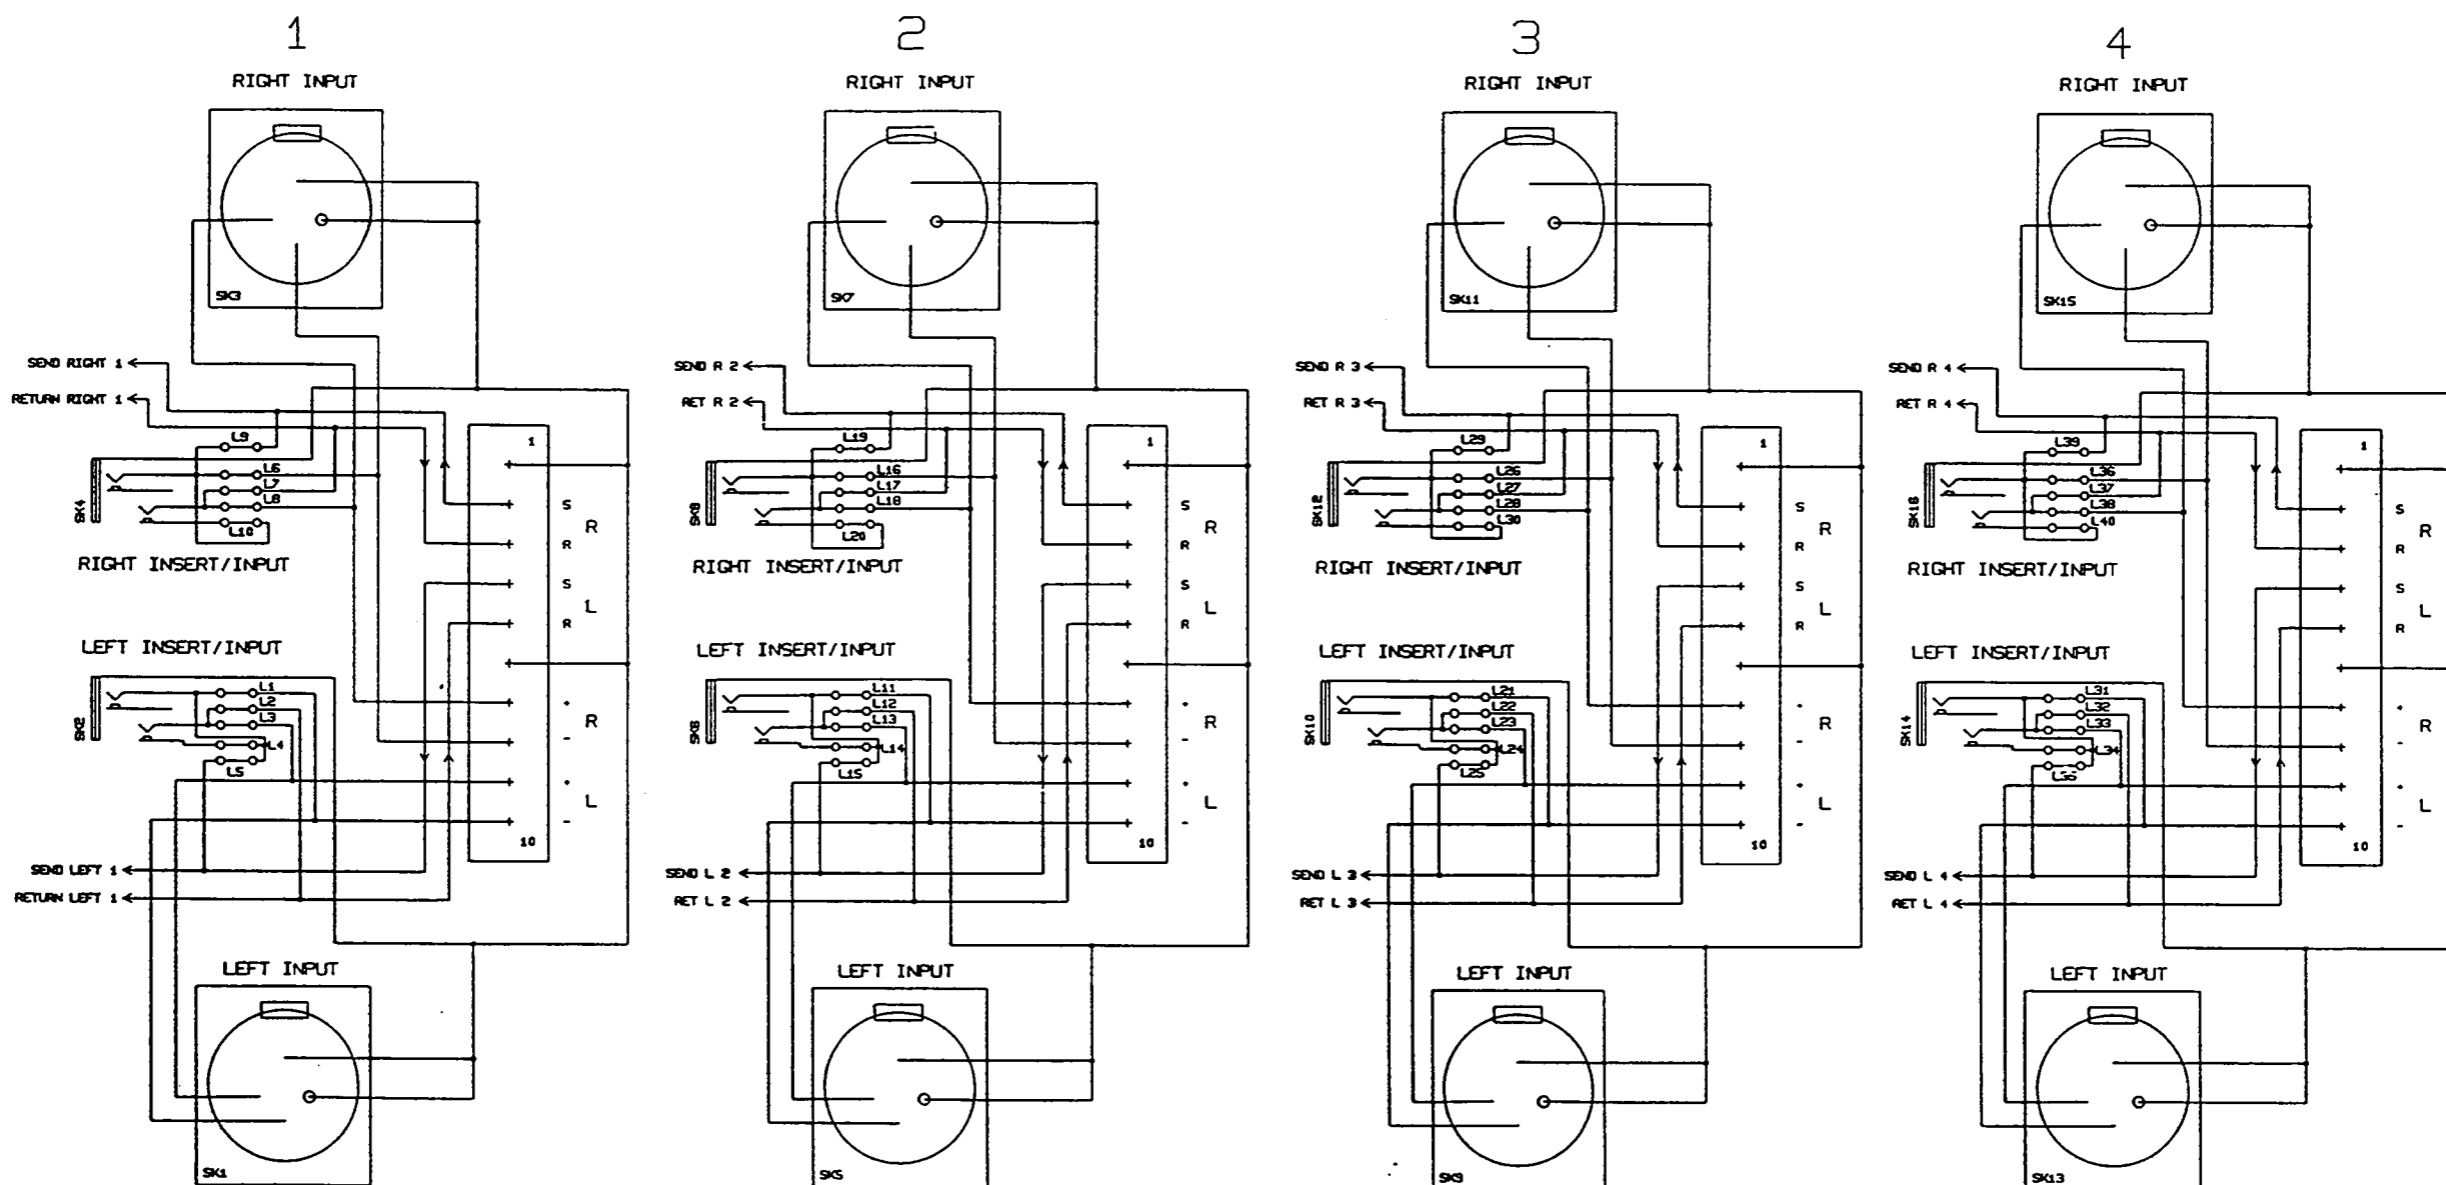 1
RIGHT INPUT
SK3
SEND RIGHT 1
RETURN RIGHT 1
L9
L6
L7
L8
L10
SK4
RIGHT INSERT/INPUT
LEFT INSERT/INPUT
L1
L2
L3
L4
L5
SK2
SEND LEFT 1
RETURN LEFT 1
1
S
R
R
S
L
R
+
R
-
+
L
-
10
LEFT INPUT
SK1
2
RIGHT INPUT
SK7
SEND R 2
RET R 2
L19
L16
L17
L18
L20
SK8
RIGHT INSERT/INPUT
LEFT INSERT/INPUT
L11
L12
L13
L14
L15
SK6
SEND L 2
RET L 2
1
S
R
R
S
L
R
+
R
-
+
L
-
10
LEFT INPUT
SK5
3
RIGHT INPUT
SK11
SEND R 3
RET R 3
L29
L26
L27
L28
L30
SK12
RIGHT INSERT/INPUT
LEFT INSERT/INPUT
L21
L22
L23
L24
L25
SK10
SEND L 3
RET L 3
1
S
R
R
S
L
R
+
R
-
+
L
-
10
LEFT INPUT
SK9
4
RIGHT INPUT
SK15
SEND R 4
RET R 4
L39
L36
L37
L38
L40
SK16
RIGHT INSERT/INPUT
LEFT INSERT/INPUT
L31
L32
L33
L34
L35
SK14
SEND L 4
RET L 4
1
S
R
R
S
L
R
+
R
-
+
L
-
10
LEFT INPUT
SK13